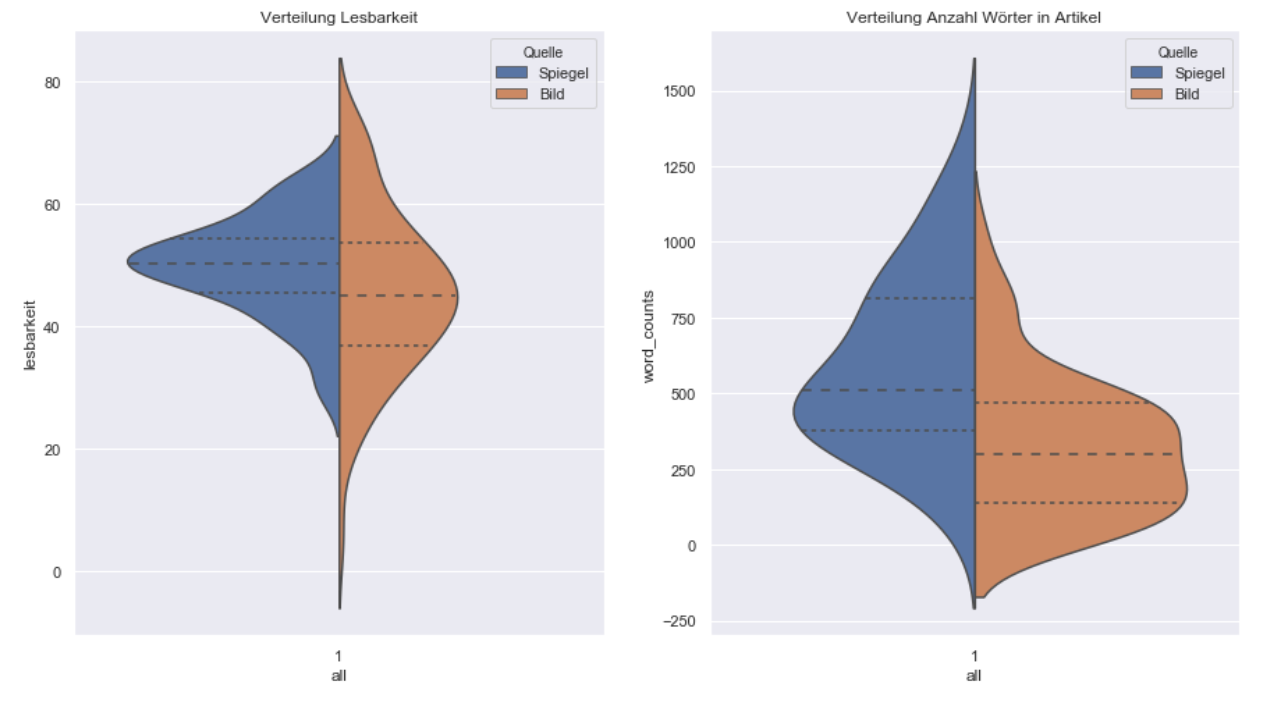 Verteilung Lesbarkeit
Quelle
Spiegel
Bild
80
60
40
20
0
lesbarkeit
1
all
Verteilung Anzahl Wörter in Artikel
Quelle
Spiegel
Bild
1500
1250
1000
750
500
250
0
−250
word_counts
1
all